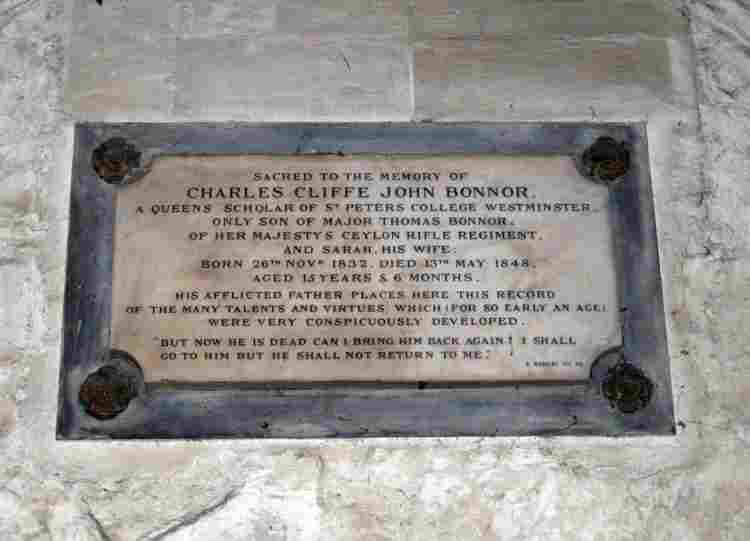 SACRED TO THE MEMORY OF
CHARLES CLIFFE JOHN BONNOR,
A QUEENS SCHOLAR OF ST PETERS COLLEGE WESTMINSTER,
ONLY SON OF MAJOR THOMAS BONNOR,
OF HER MAJESTYS CEYLON RIFLE REGIMENT,
AND SARAH, HIS WIFE:
BORN 26TH NOVR 1832, DIED 13TH MAY 1848,
AGED 15 YEARS & 6 MONTHS.
HIS AFFLICTED FATHER PLACES HERE THIS RECORD
OF THE MANY TALENTS AND VIRTUES, WHICH (FOR SO EARLY AN AGE)
WERE VERY CONSPICUOUSLY DEVELOPED.
"BUT NOW HE IS DEAD CAN I BRING HIM BACK AGAIN? I SHALL
GO TO HIM BUT HE SHALL NOT RETURN TO ME."